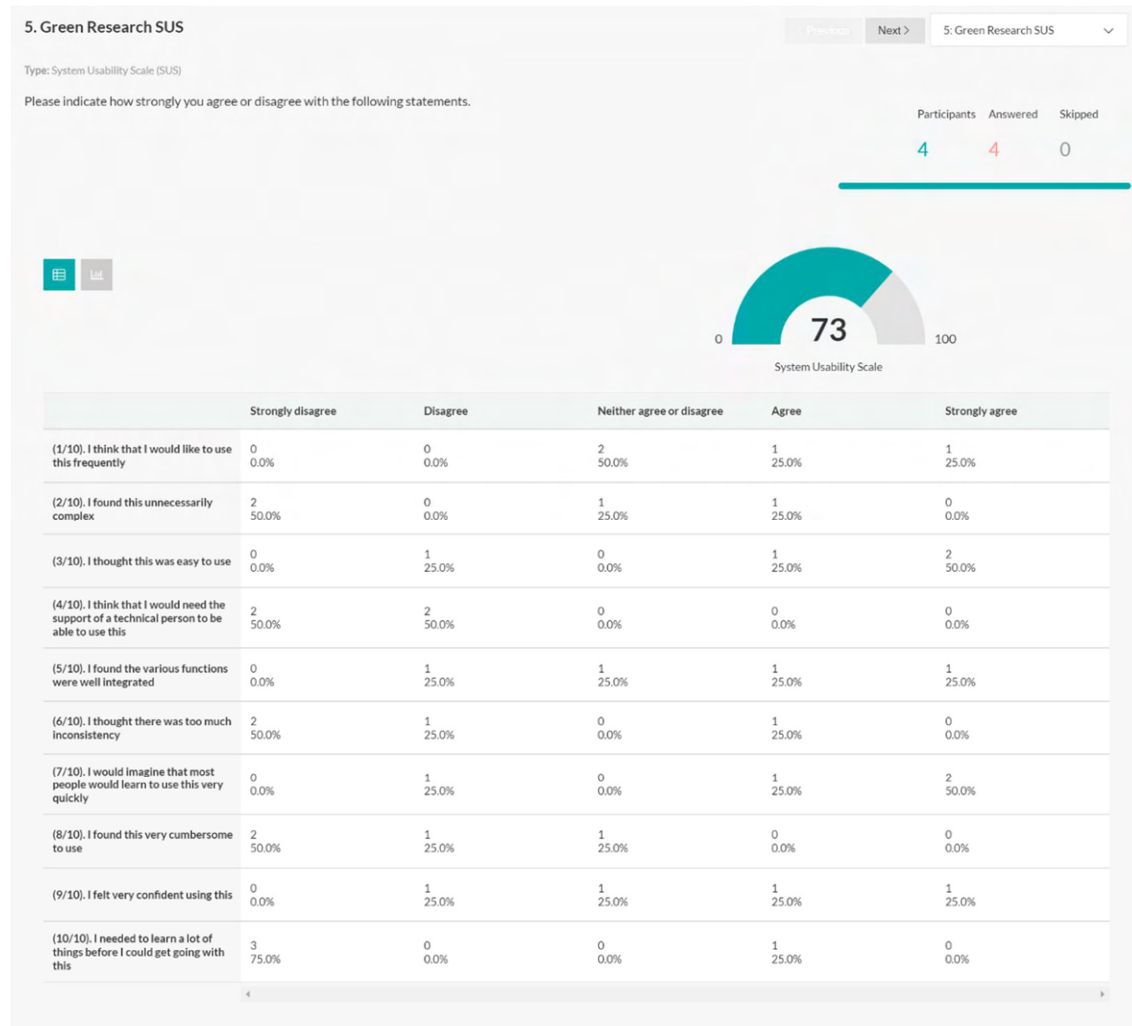 5. Green Research SUS
Previous Next > 5: Green Research SUS
Type: System Usability Scale (SUS)
Please indicate how strongly you agree or disagree with the following statements.
Participants Answered Skipped
4 4 0
73
0 100
System Usability Scale
Strongly disagree Disagree Neither agree or disagree Agree Strongly agree
(1/10). I think that I would like to use 0 0 2 1 1
this frequently 0.0% 0.0% 50.0% 25.0% 25.0%
(2/10). I found this unnecessarily 2 0 1 1 0
complex 50.0% 0.0% 25.0% 25.0% 0.0%
(3/10). I thought this was easy to use 0 1 0 1 2
0.0% 25.0% 0.0% 25.0% 50.0%
(4/10). I think that I would need the
support of a technical person to be 2 2 0 0 0
able to use this 50.0% 50.0% 0.0% 0.0% 0.0%
(5/10). I found the various functions 0 1 1 1 1
were well integrated 0.0% 25.0% 25.0% 25.0% 25.0%
(6/10). I thought there was too much 2 1 0 1 0
inconsistency 50.0% 25.0% 0.0% 25.0% 0.0%
(7/10). I would imagine that most
people would learn to use this very 0 1 0 1 2
quickly 0.0% 25.0% 0.0% 25.0% 50.0%
(8/10). I found this very cumbersome 2 1 1 0 0
to use 50.0% 25.0% 25.0% 0.0% 0.0%
(9/10). I felt very confident using this 0 1 1 1 1
0.0% 25.0% 25.0% 25.0% 25.0%
(10/10). I needed to learn a lot of
things before I could get going with 3 0 0 1 0
this 75.0% 0.0% 0.0% 25.0% 0.0%